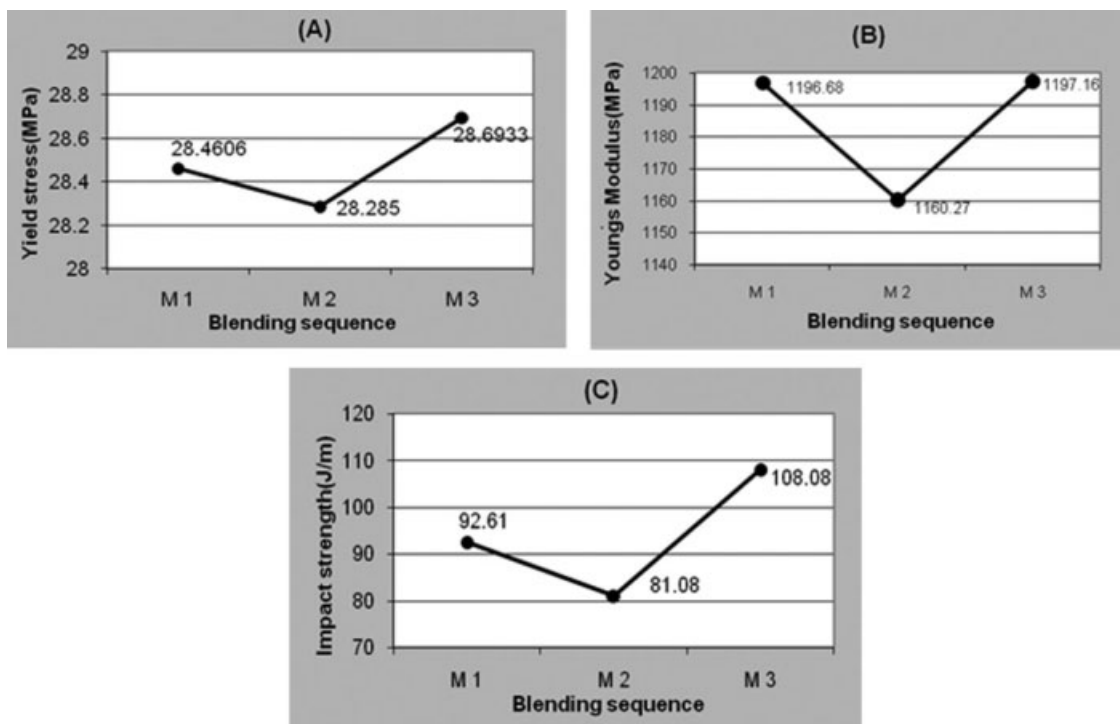 (A)
Yield stress(MPa)
29
28.8
28.6
28.4
28.2
28
28.4606
28.285
28.6933
M 1
M 2
M 3
Blending sequence
(B)
Youngs Modulus(MPa)
1200
1190
1180
1170
1160
1150
1140
1196.68
1160.27
1197.16
M 1
M 2
M 3
Blending sequence
(C)
Impact strength(J/m)
120
110
100
90
80
70
92.61
81.08
108.08
M 1
M 2
M 3
Blending sequence